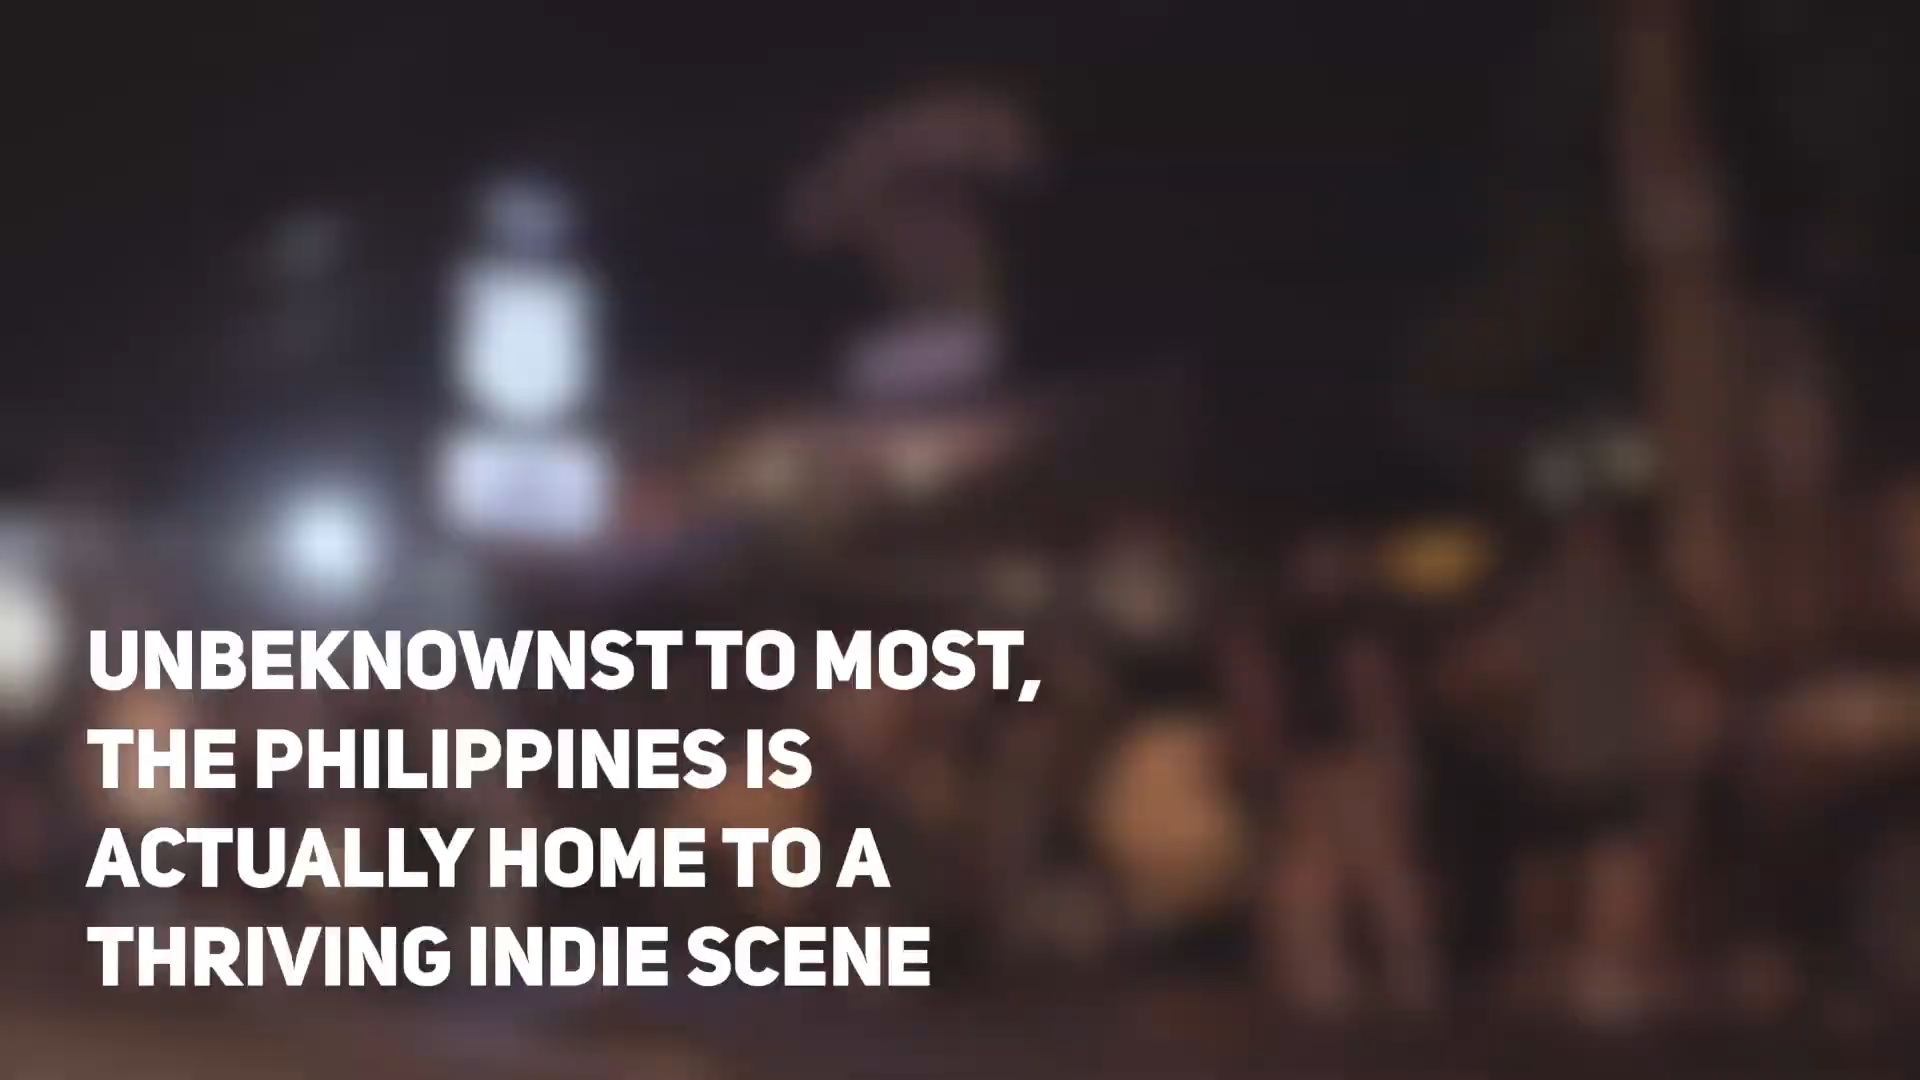 UNBEKNOWNST TO MOST,
THE PHILIPPINES IS
ACTUALLY HOME TO A
THRIVING INDIE SCENE